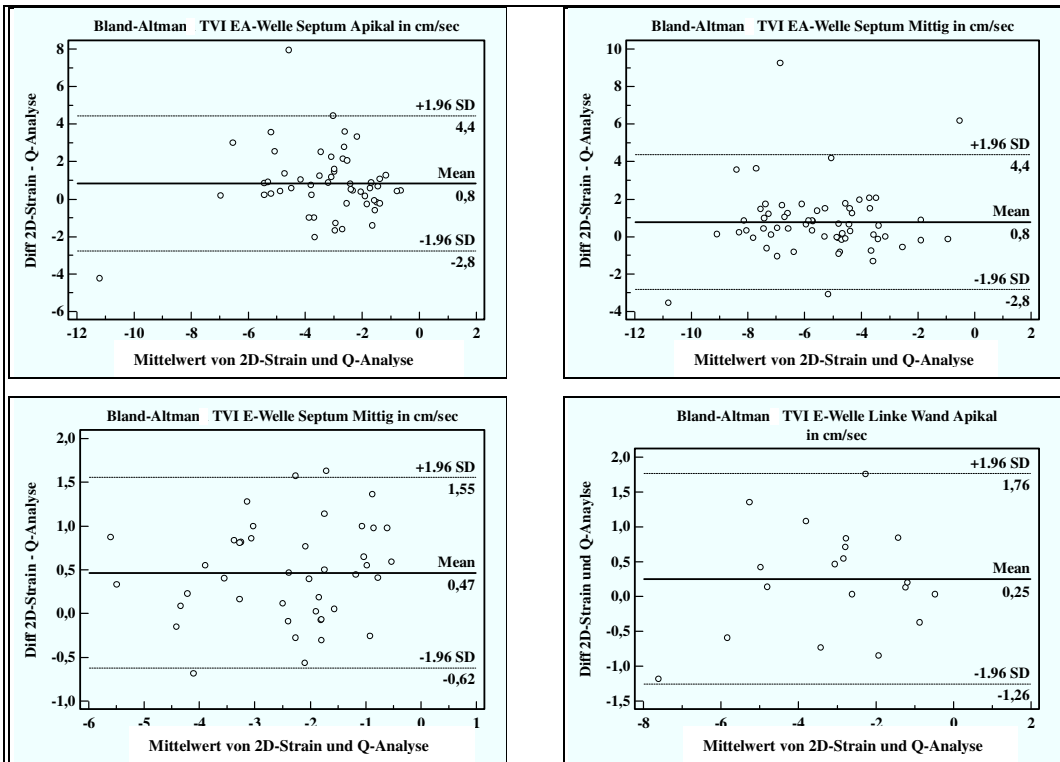 Bland-Altman TVI EA-Welle Septum Apikal in cm/sec
Diff 2D-Strain - Q-Analyse
8
6
4
2
0
-2
-4
-6
+1.96 SD
4,4
Mean
0,8
-1.96 SD
-2,8
-12 -10 -8 -6 -4 -2 0 2
Mittelwert von 2D-Strain und Q-Analyse
Bland-Altman TVI EA-Welle Septum Mittig in cm/sec
Diff 2D-Strain - Q-Analyse
10
8
6
4
2
0
-2
-4
+1.96 SD
4,4
Mean
0,8
-1.96 SD
-2,8
-12 -10 -8 -6 -4 -2 0 2
Mittelwert von 2D-Strain und Q-Analyse
Bland-Altman TVI E-Welle Septum Mittig in cm/sec
Diff 2D-Strain - Q-Analyse
2,0
1,5
1,0
0,5
0,0
-0,5
-1,0
+1.96 SD
1,55
Mean
0,47
-1.96 SD
-0,62
-6 -5 -4 -3 -2 -1 0 1
Mittelwert von 2D-Strain und Q-Analyse
Bland-Altman TVI E-Welle Linke Wand Apikal
in cm/sec
Diff 2D-Strain und Q-Anaylse
2,0
1,5
1,0
0,5
0,0
-0,5
-1,0
-1,5
+1.96 SD
1,76
Mean
0,25
-1.96 SD
-1,26
-8 -6 -4 -2 0 2
Mittelwert von 2D-Strain und Q-Analyse